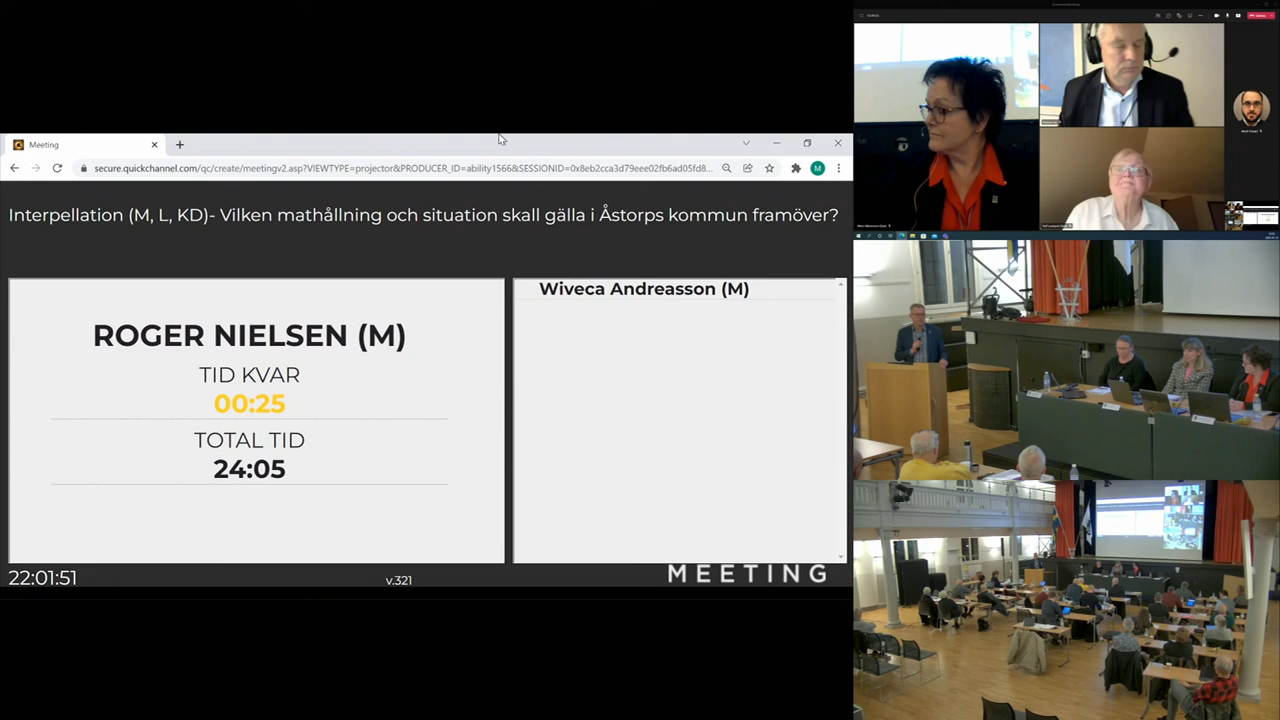 Meeting
secure.quickchannel.com/qc/create/meetingv2.asp?VIEWTYPE=projector&PRODUCER_ID=ability1566&SESSIONID=0x8eb2cca3d79eee02fb6ad05fd8...
M
Interpellation (M, L, KD)- Vilken mathållning och situation skall gälla i Åstorps kommun framöver?
ROGER NIELSEN (M)
TID KVAR
00:25
TOTAL TID
24:05
Wiveca Andreasson (M)
22:01:51
v.321
MEETING